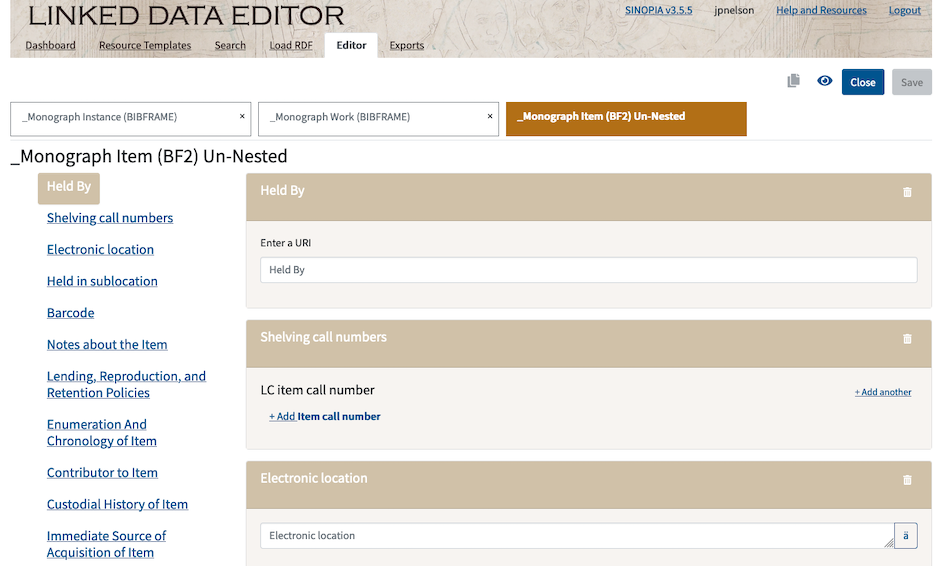 LINKED DATA EDITOR
SINOPIA v3.5.5 jpnelson Help and Resources Logout
Dashboard Resource Templates Search Load RDF Editor Exports
Close Save
_Monograph Instance (BIBFRAME) × _Monograph Work (BIBFRAME) × _Monograph Item (BF2) Un-Nested
_Monograph Item (BF2) Un-Nested
Held By
Shelving call numbers
Electronic location
Held in sublocation
Barcode
Notes about the Item
Lending, Reproduction, and
Retention Policies
Enumeration And
Chronology of Item
Contributor to Item
Custodial History of Item
Immediate Source of
Acquisition of Item
Held By
Enter a URI
Held By
Shelving call numbers
LC item call number
+ Add another
+ Add Item call number
Electronic location
Electronic location
ä